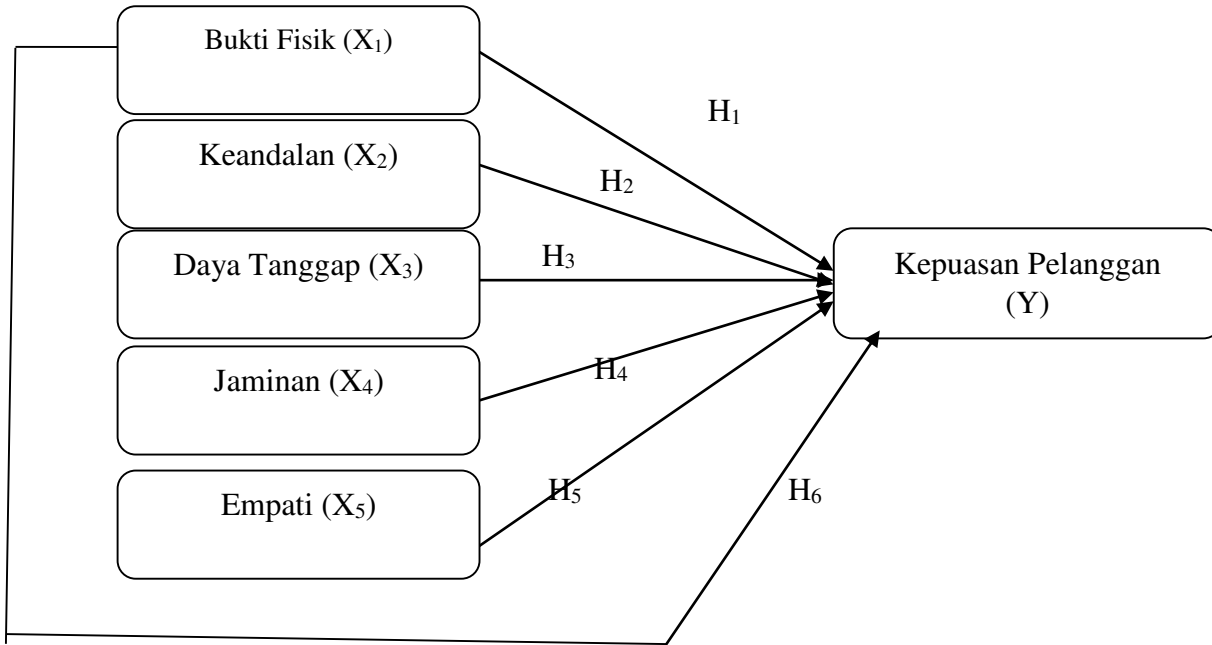 Bukti Fisik (X₁)
H₁
Keandalan (X₂)
H₂
Daya Tanggap (X₃)
H₃
Kepuasan Pelanggan
(Y)
Jaminan (X₄)
H₄
Empati (X₅)
H₅
H₆